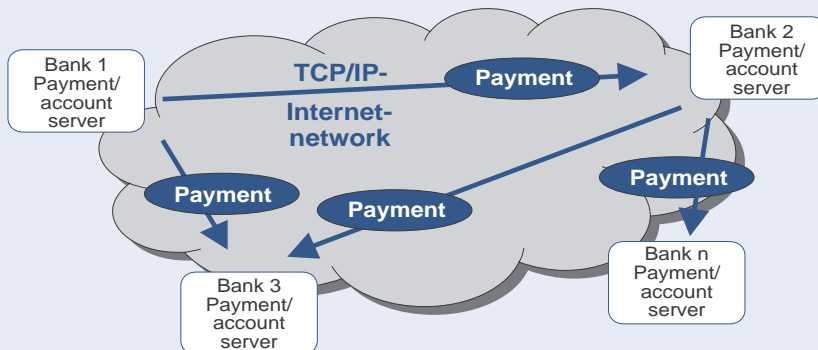 Bank 1
Payment/
account
server
TCP/IP-
Internet-
network
Payment
Bank 2
Payment/
account
server
Payment
Payment
Payment
Bank 3
Payment/
account
server
Bank n
Payment/
account
server